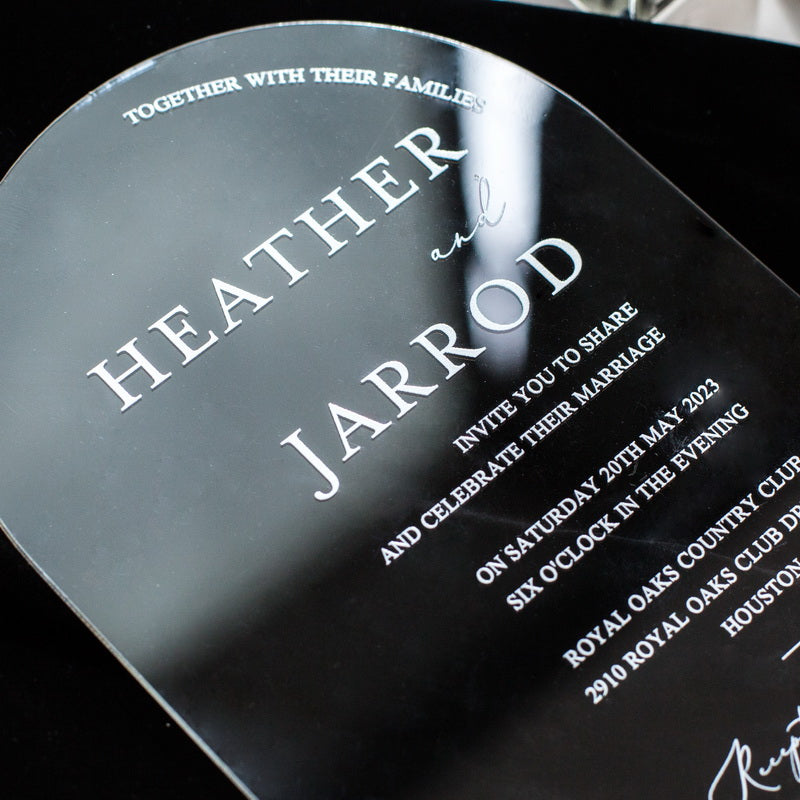 TOGETHER WITH THEIR FAMILIES
HEATHER
and
JARROD
INVITE YOU TO SHARE
AND CELEBRATE THEIR MARRIAGE
ON SATURDAY 20TH MAY 2023
SIX O'CLOCK IN THE EVENING
ROYAL OAKS COUNTRY CLUB
2910 ROYAL OAKS CLUB DR
HOUSTON